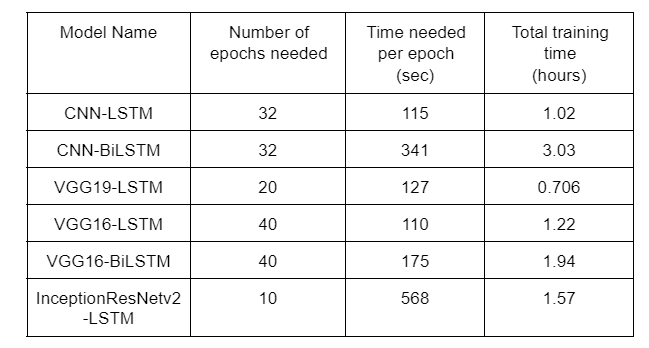 Model Name Number of epochs needed Time needed per epoch (sec) Total training time (hours)
CNN-LSTM 32 115 1.02
CNN-BiLSTM 32 341 3.03
VGG19-LSTM 20 127 0.706
VGG16-LSTM 40 110 1.22
VGG16-BiLSTM 40 175 1.94
InceptionResNetv2 10 568 1.57
-LSTM